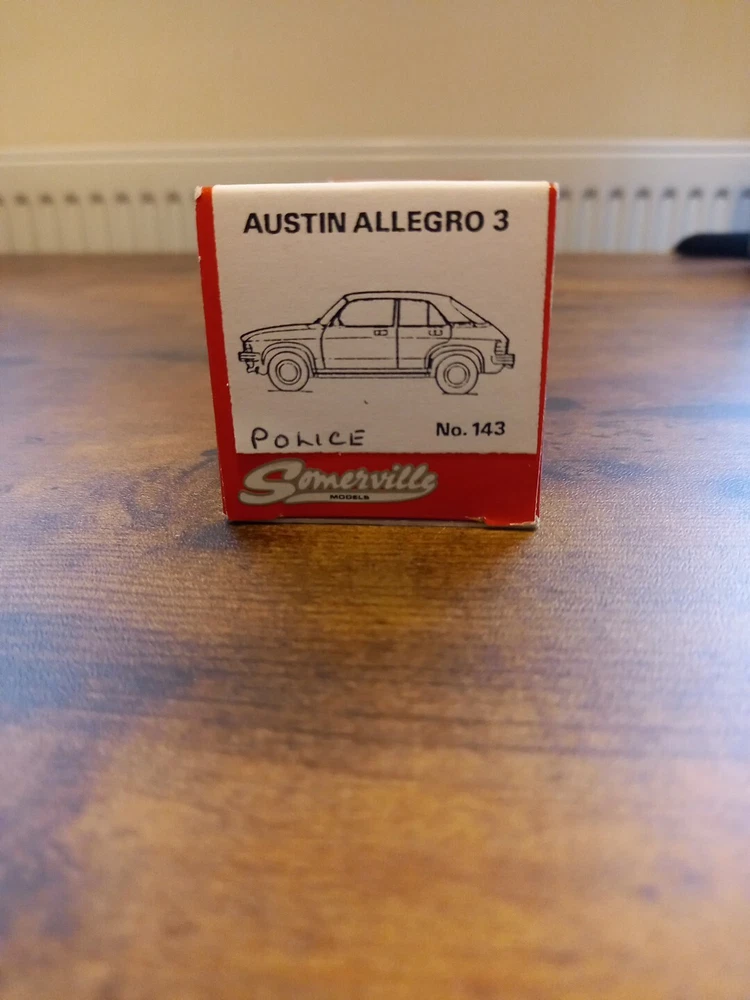 AUSTIN ALLEGRO 3
POLICE
No. 143
Somerville
MODELS